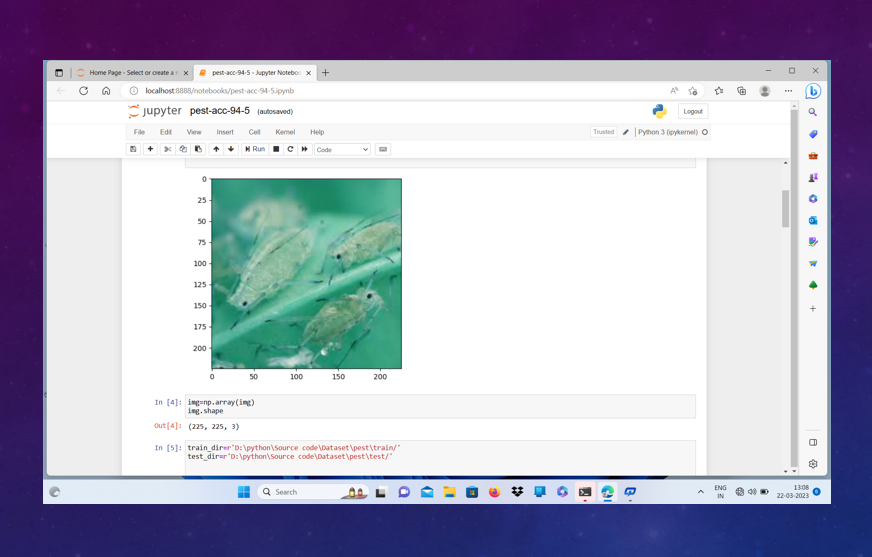 Home Page - Select or create a n
pest-acc-94-5 - Jupyter Noteboo
localhost:8888/notebooks/pest-acc-94-5.ipynb
jupyter pest-acc-94-5 (autosaved)
Logout
File Edit View Insert Cell Kernel Help
Trusted Python 3 (ipykernel)
Run Code
0
25
50
75
100
125
150
175
200
0 50 100 150 200
In [4]: img=np.array(img)
img.shape
Out[4]: (225, 225, 3)
In [5]: train_dir=r'D:\python\Source code\Dataset\pest\train/'
test_dir=r'D:\python\Source code\Dataset\pest\test/'
Search
ENG
IN
13:08
22-03-2023
6